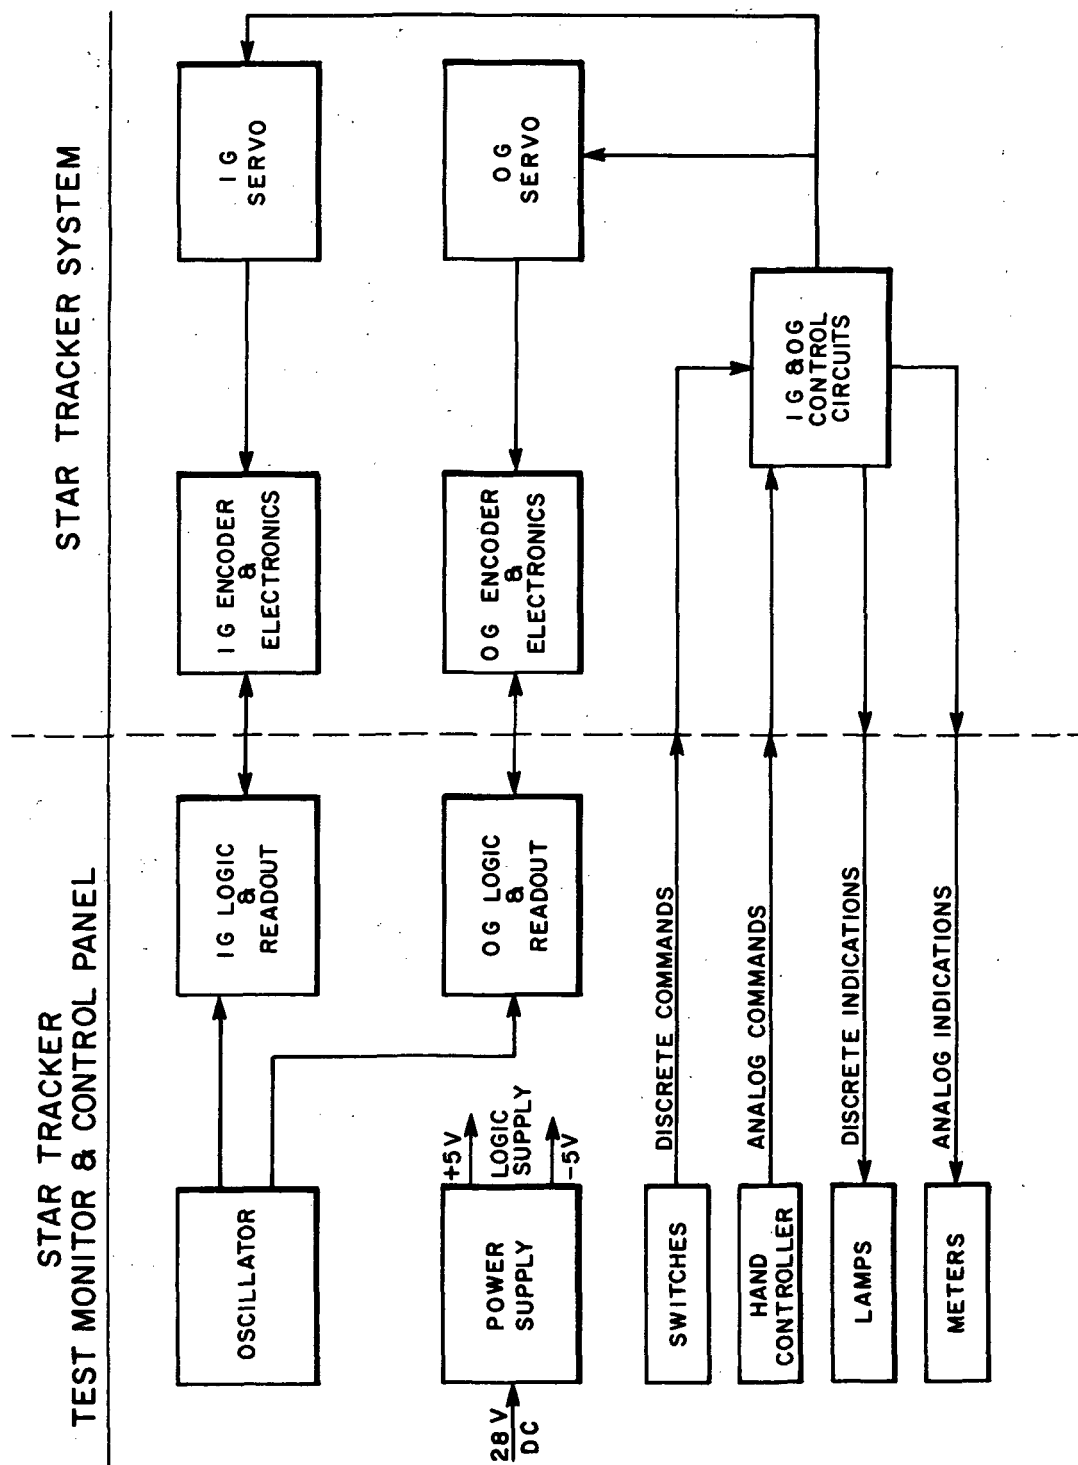 STAR TRACKER
TEST MONITOR & CONTROL PANEL
STAR TRACKER SYSTEM
OSCILLATOR
IG LOGIC
&
READOUT
IG ENCODER
&
ELECTRONICS
IG
SERVO
28V
DC
POWER
SUPPLY
+5V
LOGIC
SUPPLY
-5V
OG LOGIC
&
READOUT
OG ENCODER
&
ELECTRONICS
OG
SERVO
SWITCHES
DISCRETE COMMANDS
HAND
CONTROLLER
ANALOG COMMANDS
LAMPS
DISCRETE INDICATIONS
METERS
ANALOG INDICATIONS
IG & OG
CONTROL
CIRCUITS